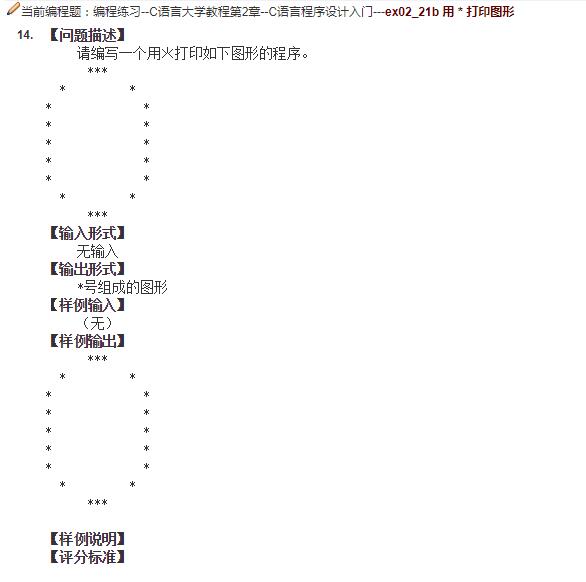 当前编程题：编程练习--C语言大学教程第2章--C语言程序设计入门---ex02_21b 用 * 打印图形
14. 【问题描述】
请编写一个用火打印如下图形的程序。
      ***
  *         *
*             *
*             *
*             *
*             *
*             *
  *         *
      ***
【输入形式】
无输入
【输出形式】
*号组成的图形
【样例输入】
（无）
【样例输出】
      ***
  *         *
*             *
*             *
*             *
*             *
*             *
  *         *
      ***
【样例说明】
【评分标准】